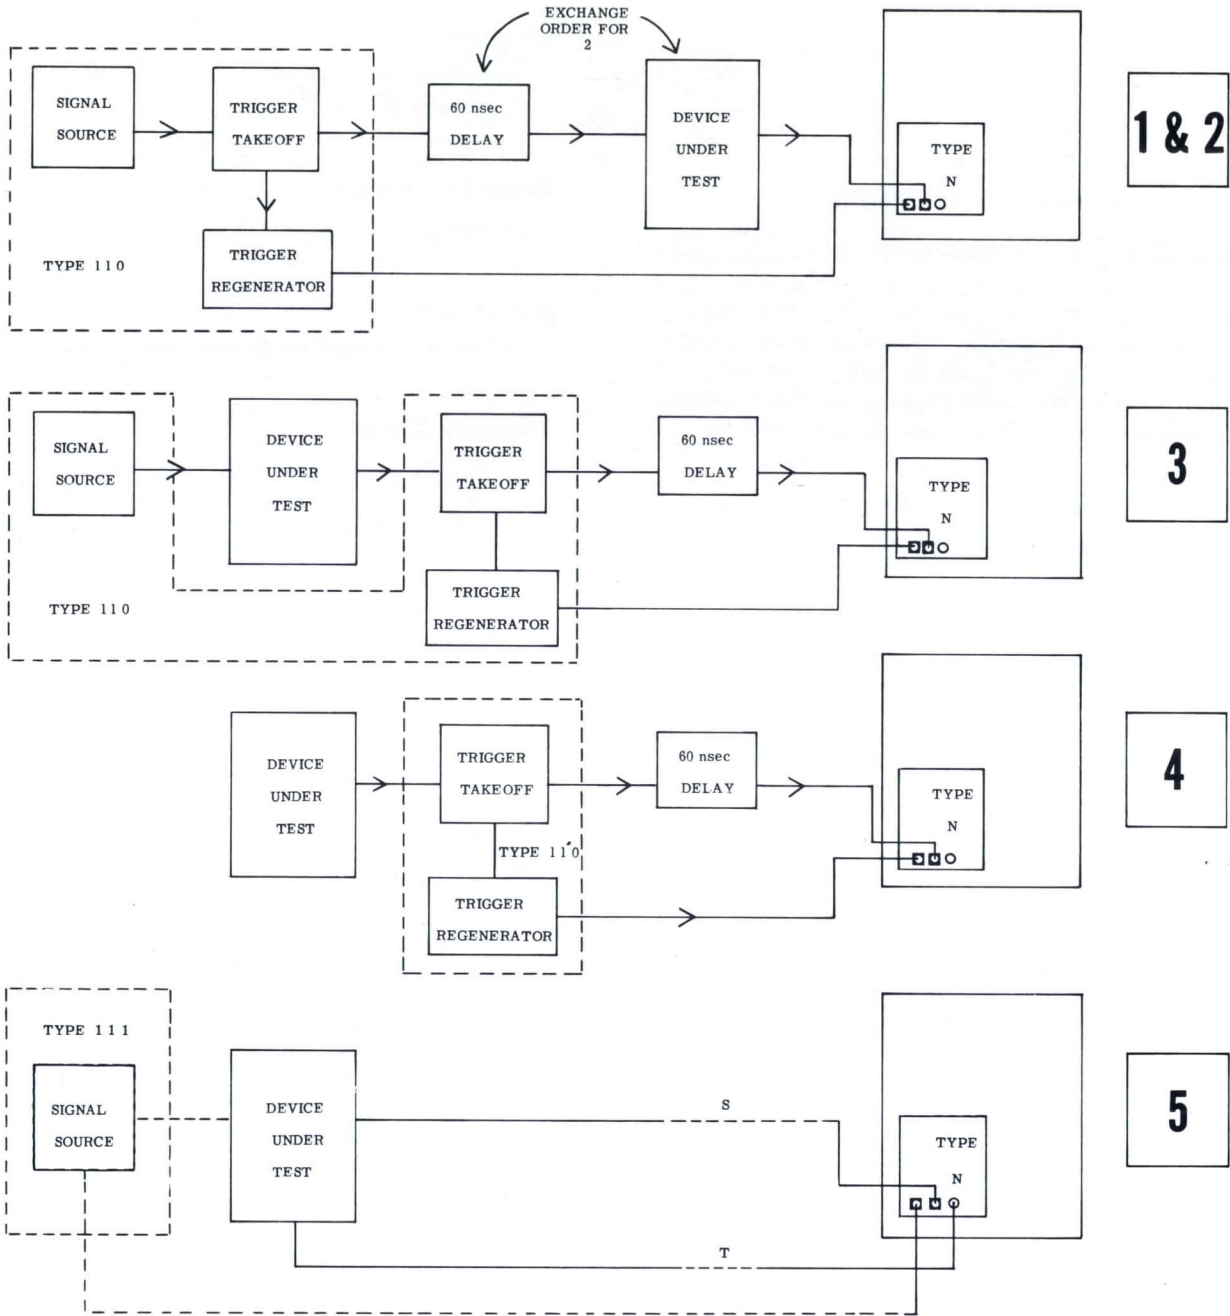 EXCHANGE
ORDER FOR
2
SIGNAL
SOURCE
TRIGGER
TAKEOFF
60 nsec
DELAY
DEVICE
UNDER
TEST
TYPE
N
1 & 2
TYPE 110
TRIGGER
REGENERATOR
SIGNAL
SOURCE
DEVICE
UNDER
TEST
TRIGGER
TAKEOFF
60 nsec
DELAY
TYPE
N
3
TYPE 110
TRIGGER
REGENERATOR
DEVICE
UNDER
TEST
TRIGGER
TAKEOFF
60 nsec
DELAY
TYPE
N
4
TYPE 110
TRIGGER
REGENERATOR
TYPE 111
SIGNAL
SOURCE
DEVICE
UNDER
TEST
S
TYPE
N
5
T